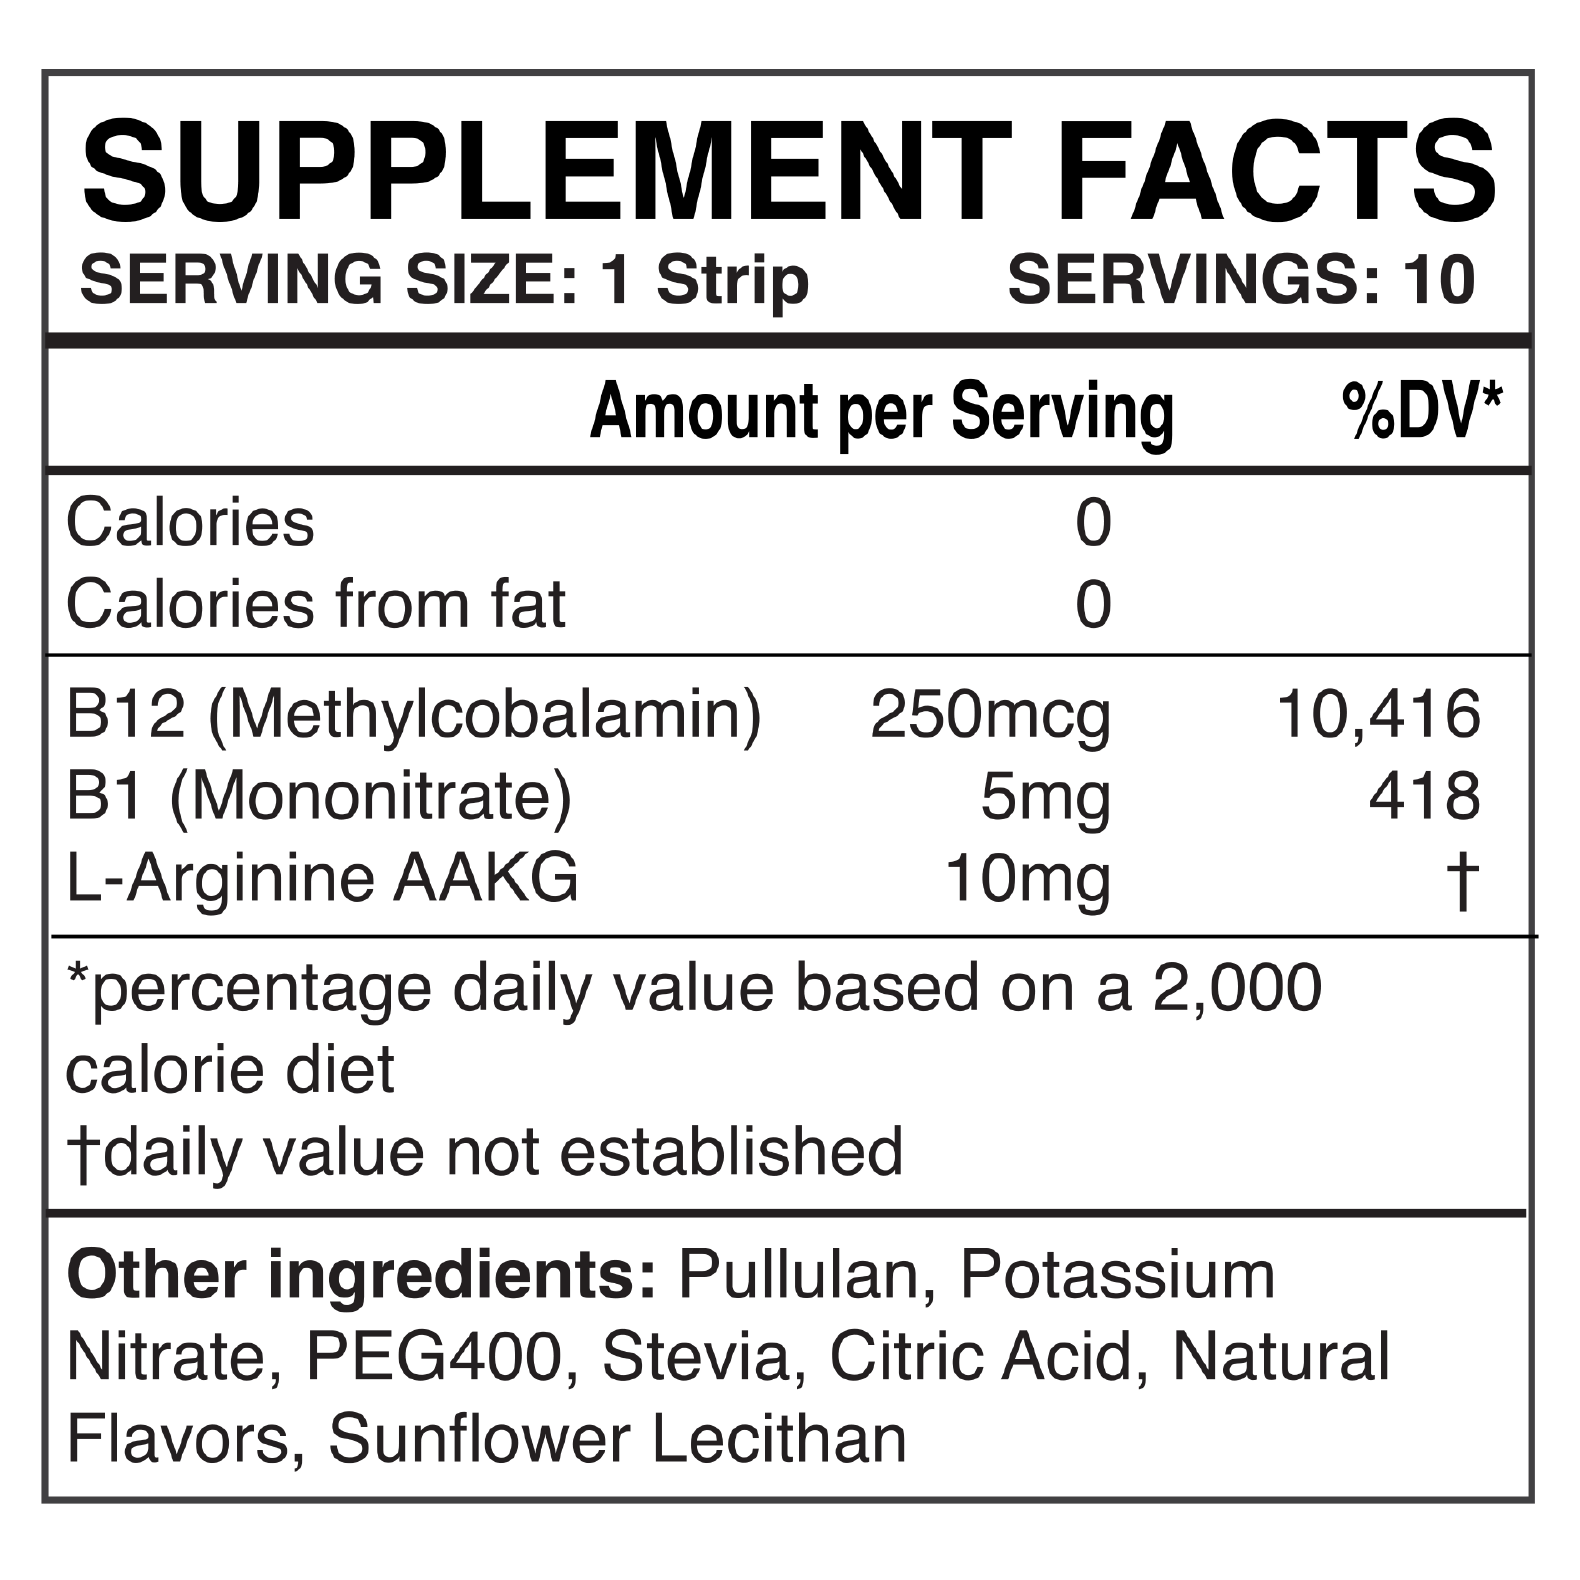 SUPPLEMENT FACTS
SERVING SIZE: 1 Strip SERVINGS: 10
Amount per Serving %DV*
Calories 0
Calories from fat 0
B12 (Methylcobalamin) 250mcg 10,416
B1 (Mononitrate) 5mg 418
L-Arginine AAKG 10mg †
*percentage daily value based on a 2,000
calorie diet
†daily value not established
Other ingredients: Pullulan, Potassium
Nitrate, PEG400, Stevia, Citric Acid, Natural
Flavors, Sunflower Lecithan